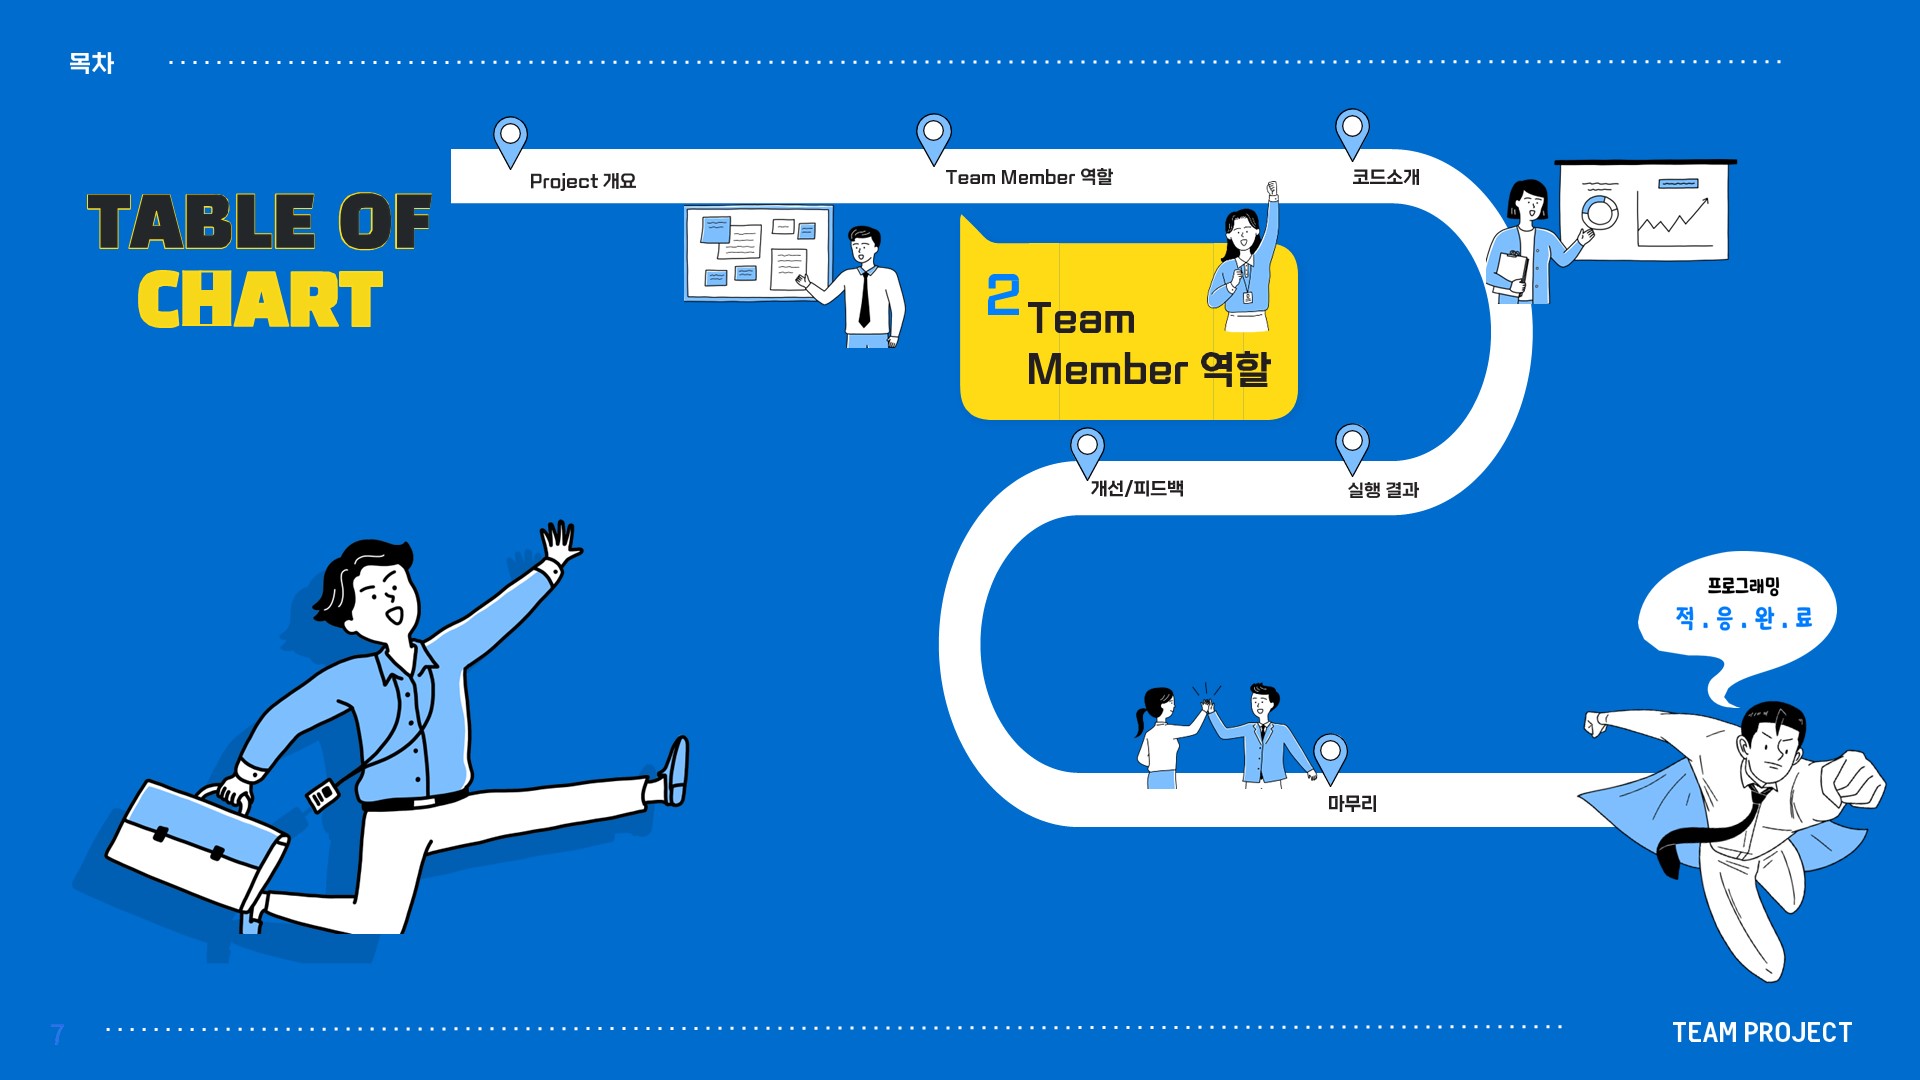 목차
TABLE OF
CHART
Project 개요
Team Member 역할
코드소개
2
Team
Member 역할
개선/피드백
실행 결과
프로그래밍
적.응.완.료
마무리
7
TEAM PROJECT